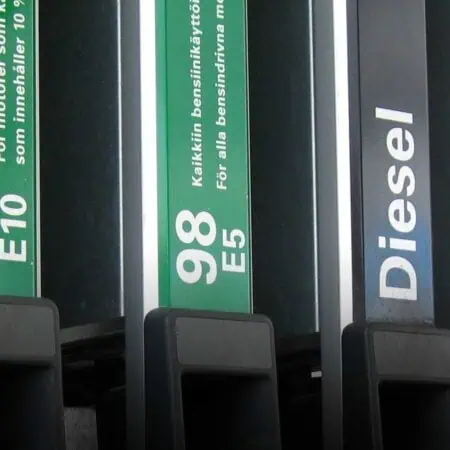 För motorer som
som innehåller 10 %
E10
Kaikkiin
För alla bensindrivna
98
E5
Diesel